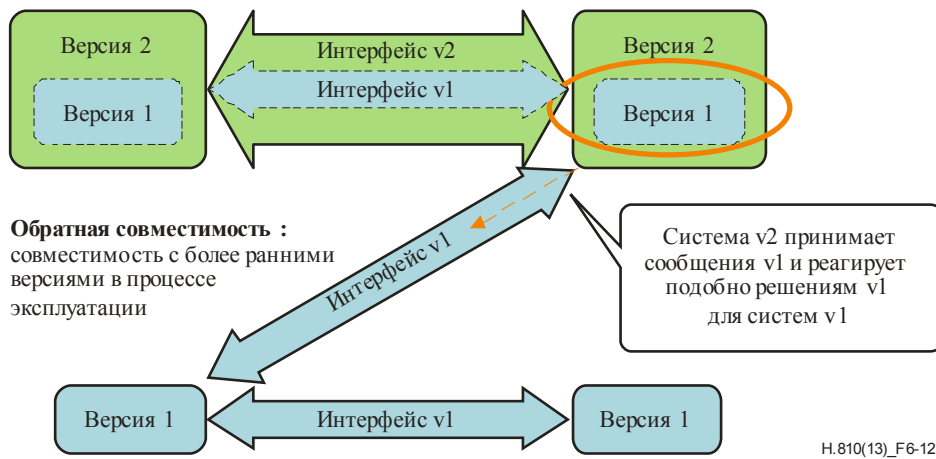 Версия 2
Версия 1
Интерфейс v2
Интерфейс v1
Версия 2
Версия 1
Обратная совместимость :
совместимость с более ранними
версиями в процессе
эксплуатации
Интерфейс v1
Система v2 принимает
сообщения v1 и реагирует
подобно решениям v1
для систем v1
Версия 1
Интерфейс v1
Версия 1
H.810(13)_F6-12